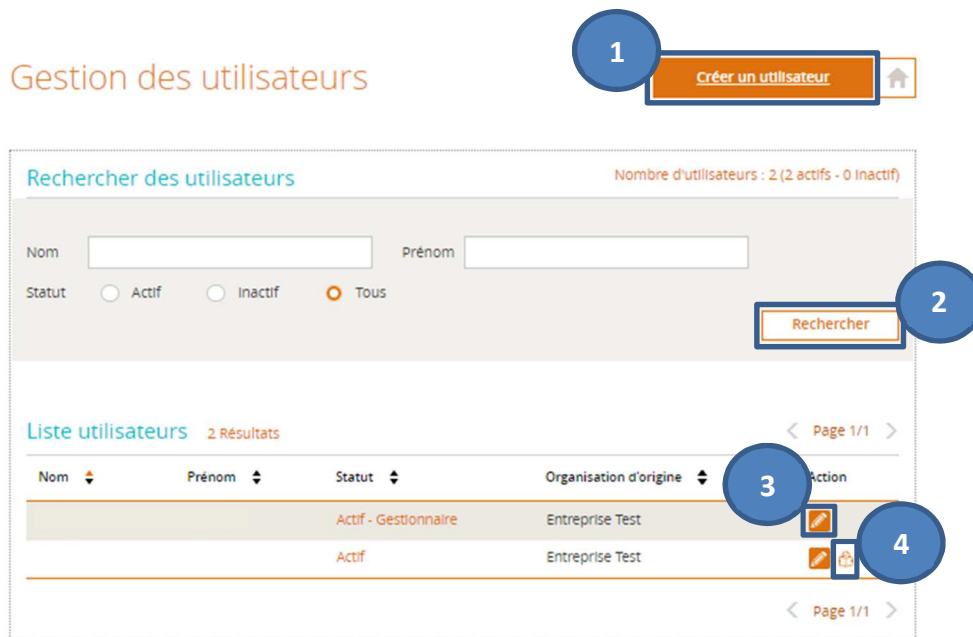 1
Gestion des utilisateurs
Créer un utilisateur
Rechercher des utilisateurs
Nombre d'utilisateurs : 2 (2 actifs - 0 Inactif)
Nom
Prénom
Statut Actif Inactif Tous
2
Rechercher
Liste utilisateurs 2 Résultats
Page 1/1
3
Nom Prénom Statut Organisation d'origine Action
Actif - Gestionnaire Entreprise Test
4
Actif Entreprise Test
Page 1/1